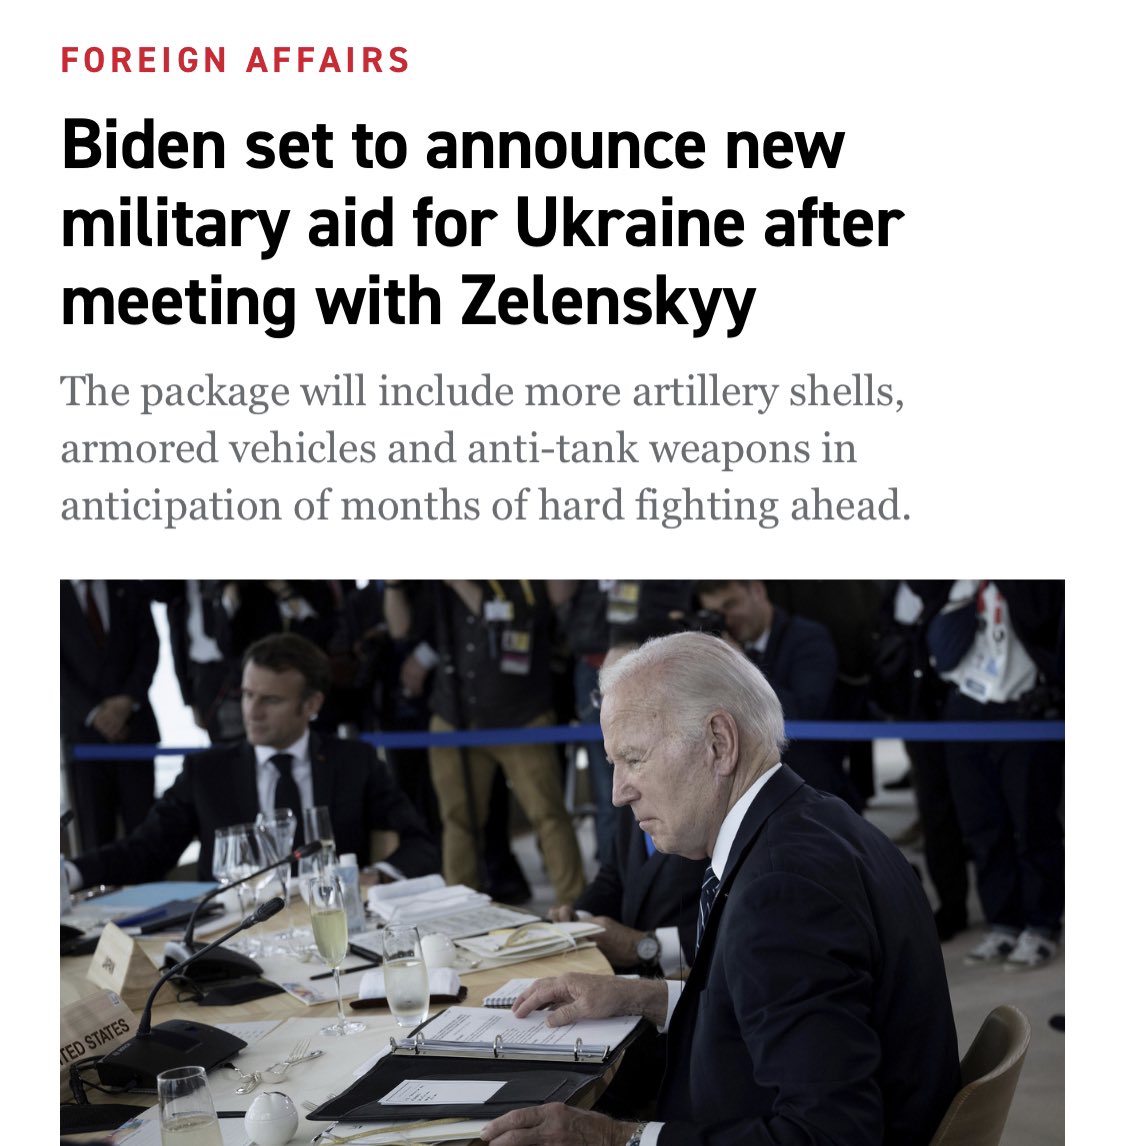 FOREIGN AFFAIRS
Biden set to announce new
military aid for Ukraine after
meeting with Zelenskyy
The package will include more artillery shells,
armored vehicles and anti-tank weapons in
anticipation of months of hard fighting ahead.
TED STATES